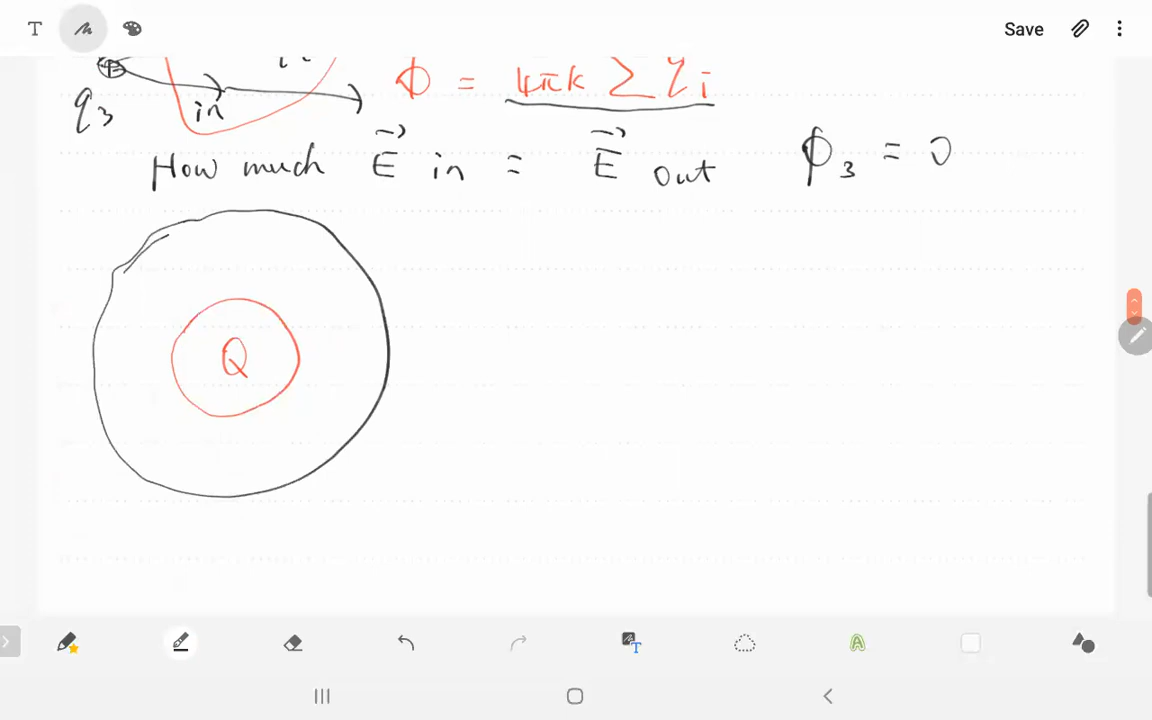 Save
q3 in Φ = 4πk Σ qi
How much E⃗ in = E⃗ out Φ3 = 0
Q